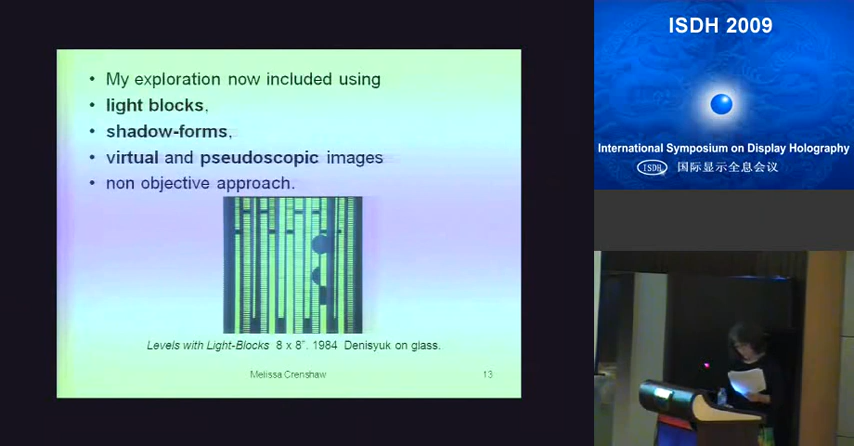 • My exploration now included using
• light blocks,
• shadow-forms,
• virtual and pseudoscopic images
• non objective approach.
Levels with Light-Blocks 8 x 8". 1984 Denisyuk on glass.
Melissa Crenshaw 13
ISDH 2009
International Symposium on Display Holography
ISDH 国际显示全息会议